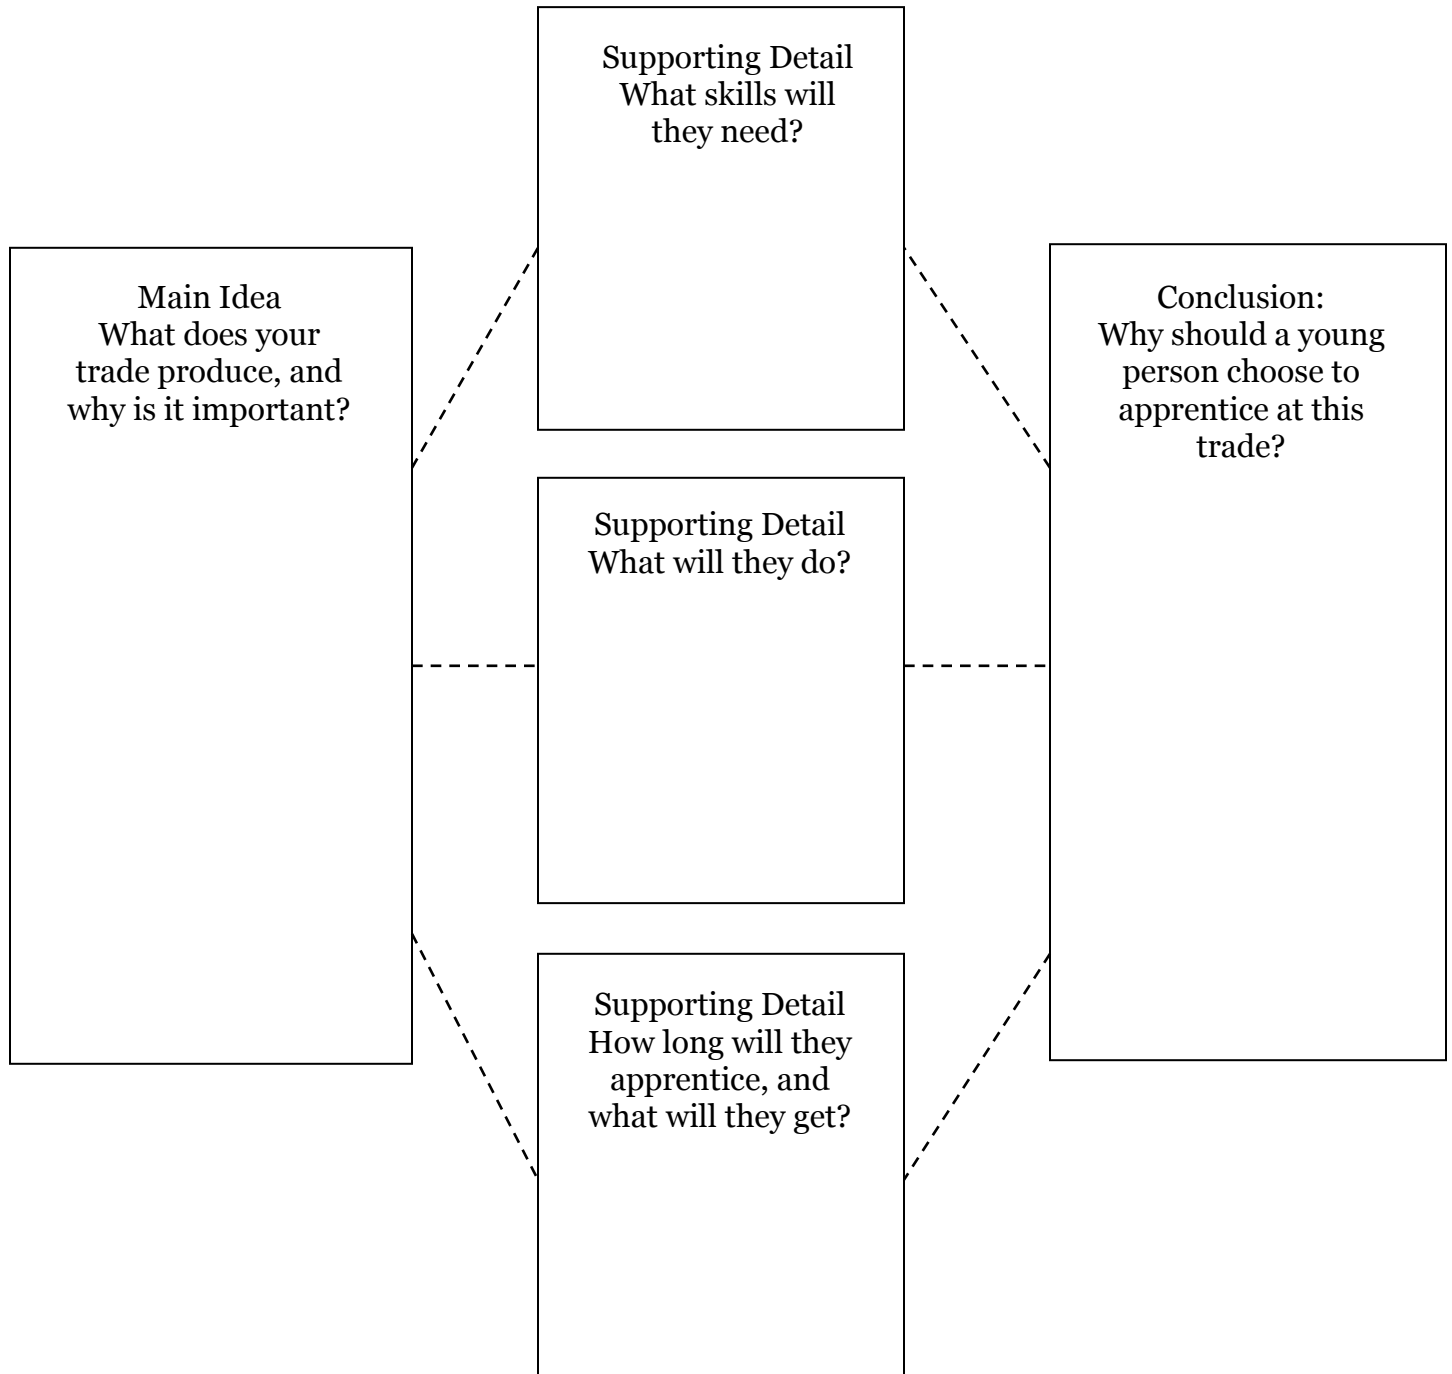 Main Idea
What does your
trade produce, and
why is it important?
Supporting Detail
What skills will
they need?
Supporting Detail
What will they do?
Supporting Detail
How long will they
apprentice, and
what will they get?
Conclusion:
Why should a young
person choose to
apprentice at this
trade?